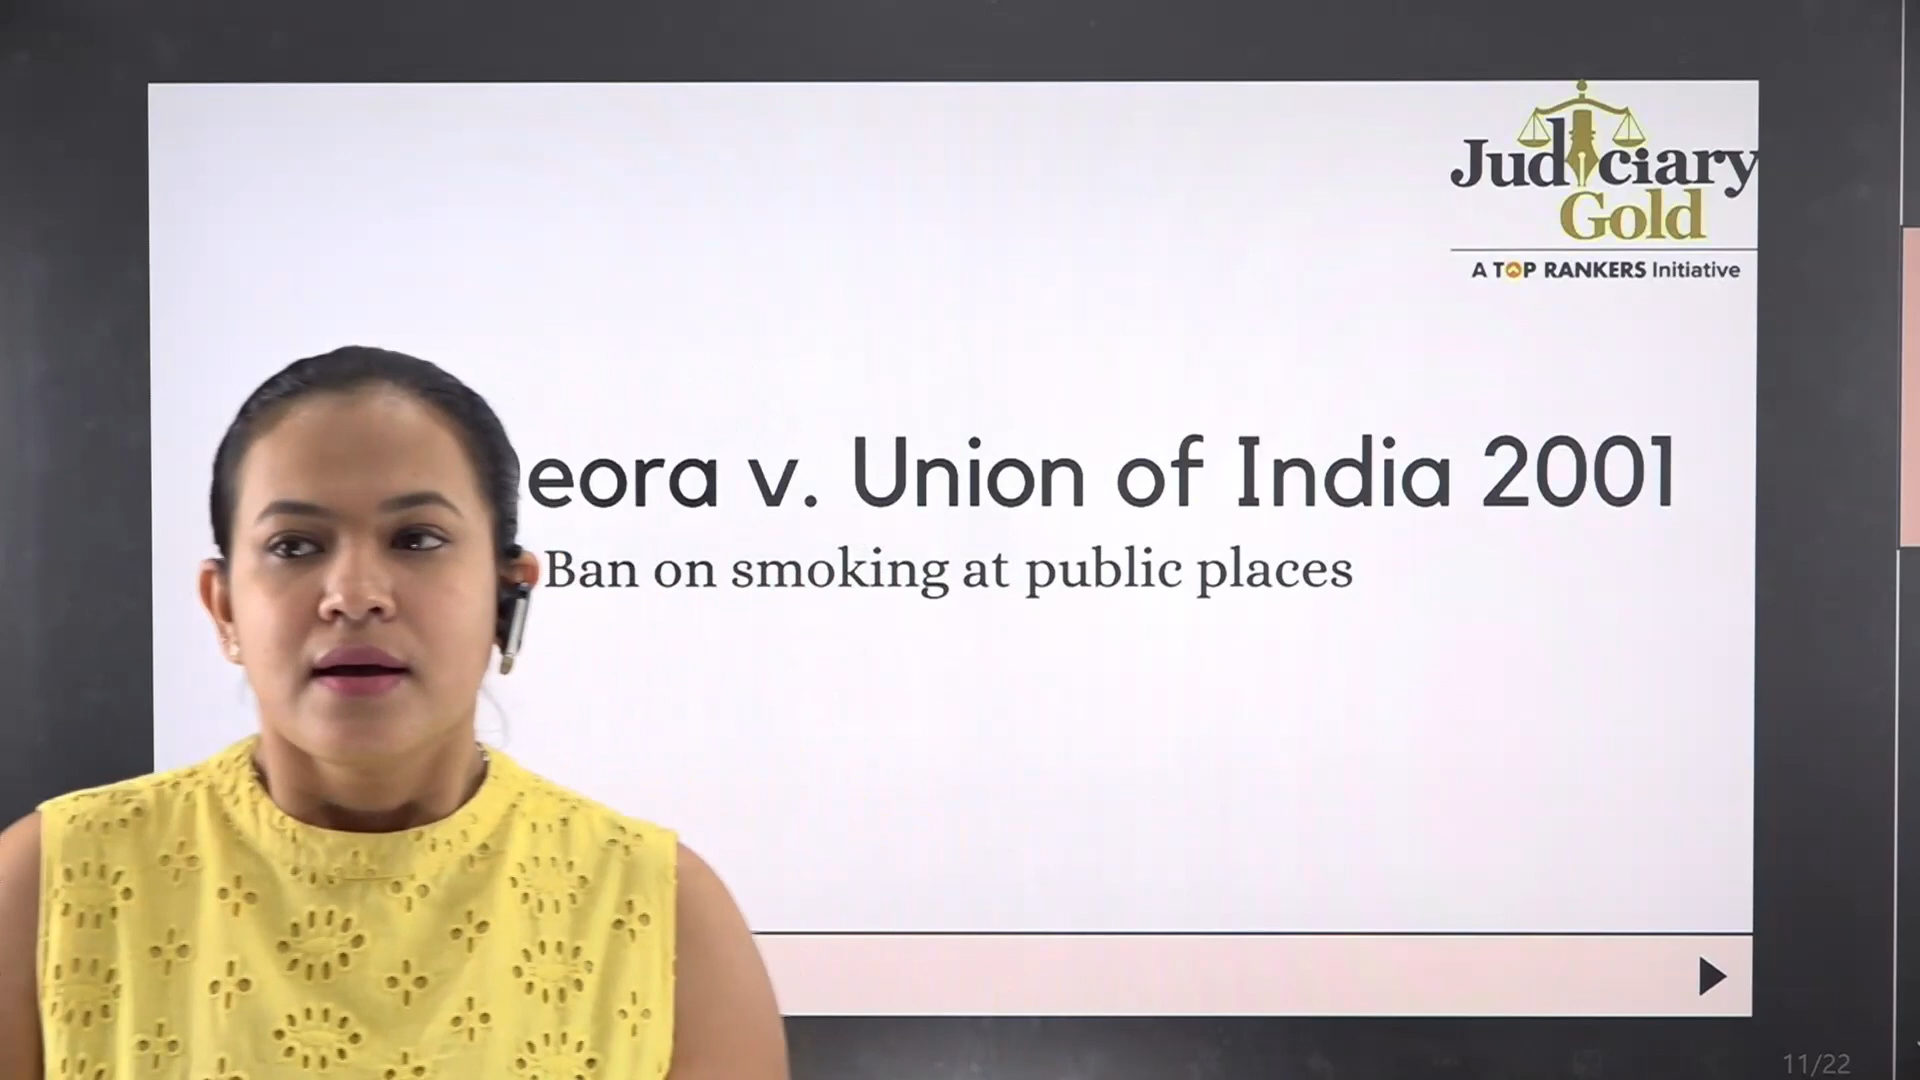 Judiciary
Gold
A TOP RANKERS Initiative
eora v. Union of India 2001
Ban on smoking at public places
11/22